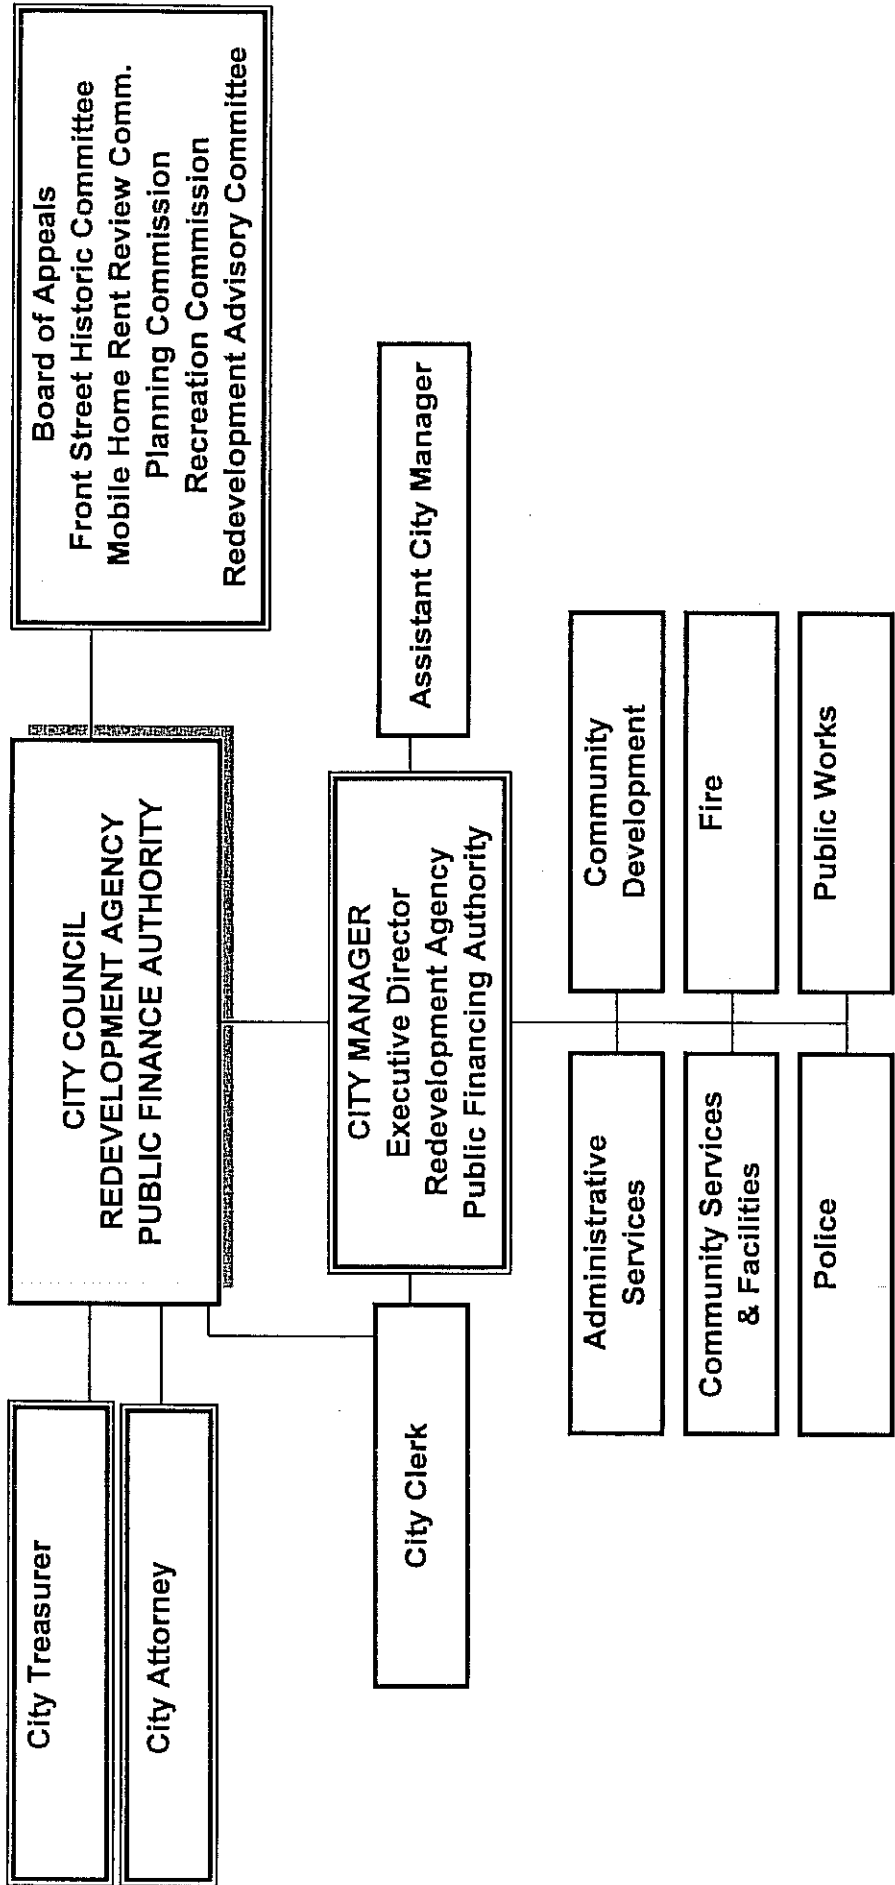 City Treasurer
City Attorney
CITY COUNCIL
REDEVELOPMENT AGENCY
PUBLIC FINANCE AUTHORITY
Board of Appeals
Front Street Historic Committee
Mobile Home Rent Review Comm.
Planning Commission
Recreation Commission
Redevelopment Advisory Committee
City Clerk
CITY MANAGER
Executive Director
Redevelopment Agency
Public Financing Authority
Assistant City Manager
Administrative
Services
Community
Development
Community Services
& Facilities
Fire
Police
Public Works